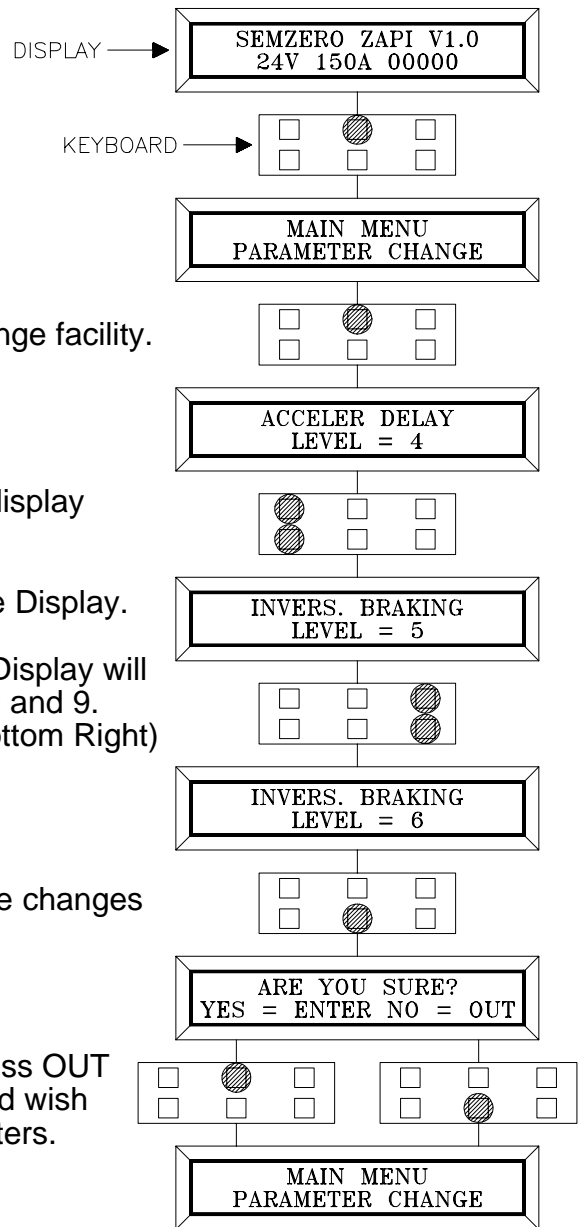 DISPLAY
SEMZERO ZAPI V1.0
24V 150A 00000
KEYBOARD
MAIN MENU
PARAMETER CHANGE
nge facility.
ACCELER DELAY
LEVEL = 4
display
e Display.
INVERS. BRAKING
LEVEL = 5
Display will
and 9.
ttom Right)
INVERS. BRAKING
LEVEL = 6
e changes
ARE YOU SURE?
YES = ENTER NO = OUT
ss OUT
d wish
ters.
MAIN MENU
PARAMETER CHANGE